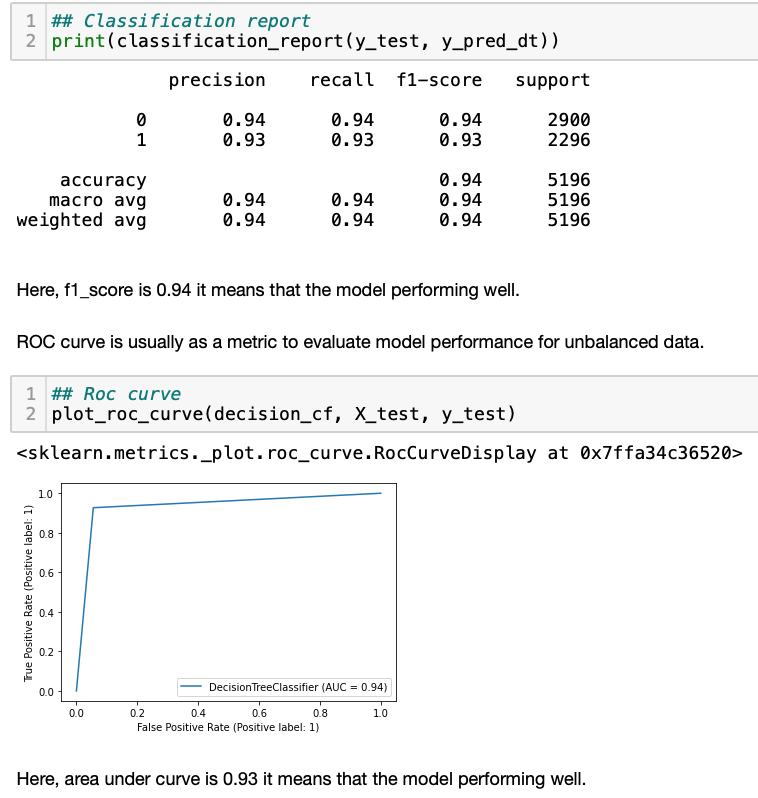 1 ## Classification report
2 print(classification_report(y_test, y_pred_dt))
precision recall f1-score support
0 0.94 0.94 0.94 2900
1 0.93 0.93 0.93 2296
accuracy 0.94 5196
macro avg 0.94 0.94 0.94 5196
weighted avg 0.94 0.94 0.94 5196
Here, f1_score is 0.94 it means that the model performing well.
ROC curve is usually as a metric to evaluate model performance for unbalanced data.
1 ## Roc curve
2 plot_roc_curve(decision_cf, X_test, y_test)
<sklearn.metrics._plot.roc_curve.RocCurveDisplay at 0x7ffa34c36520>
True Positive Rate (Positive label: 1)
1.0
0.8
0.6
0.4
0.2
0.0
DecisionTreeClassifier (AUC = 0.94)
0.0 0.2 0.4 0.6 0.8 1.0
False Positive Rate (Positive label: 1)
Here, area under curve is 0.93 it means that the model performing well.